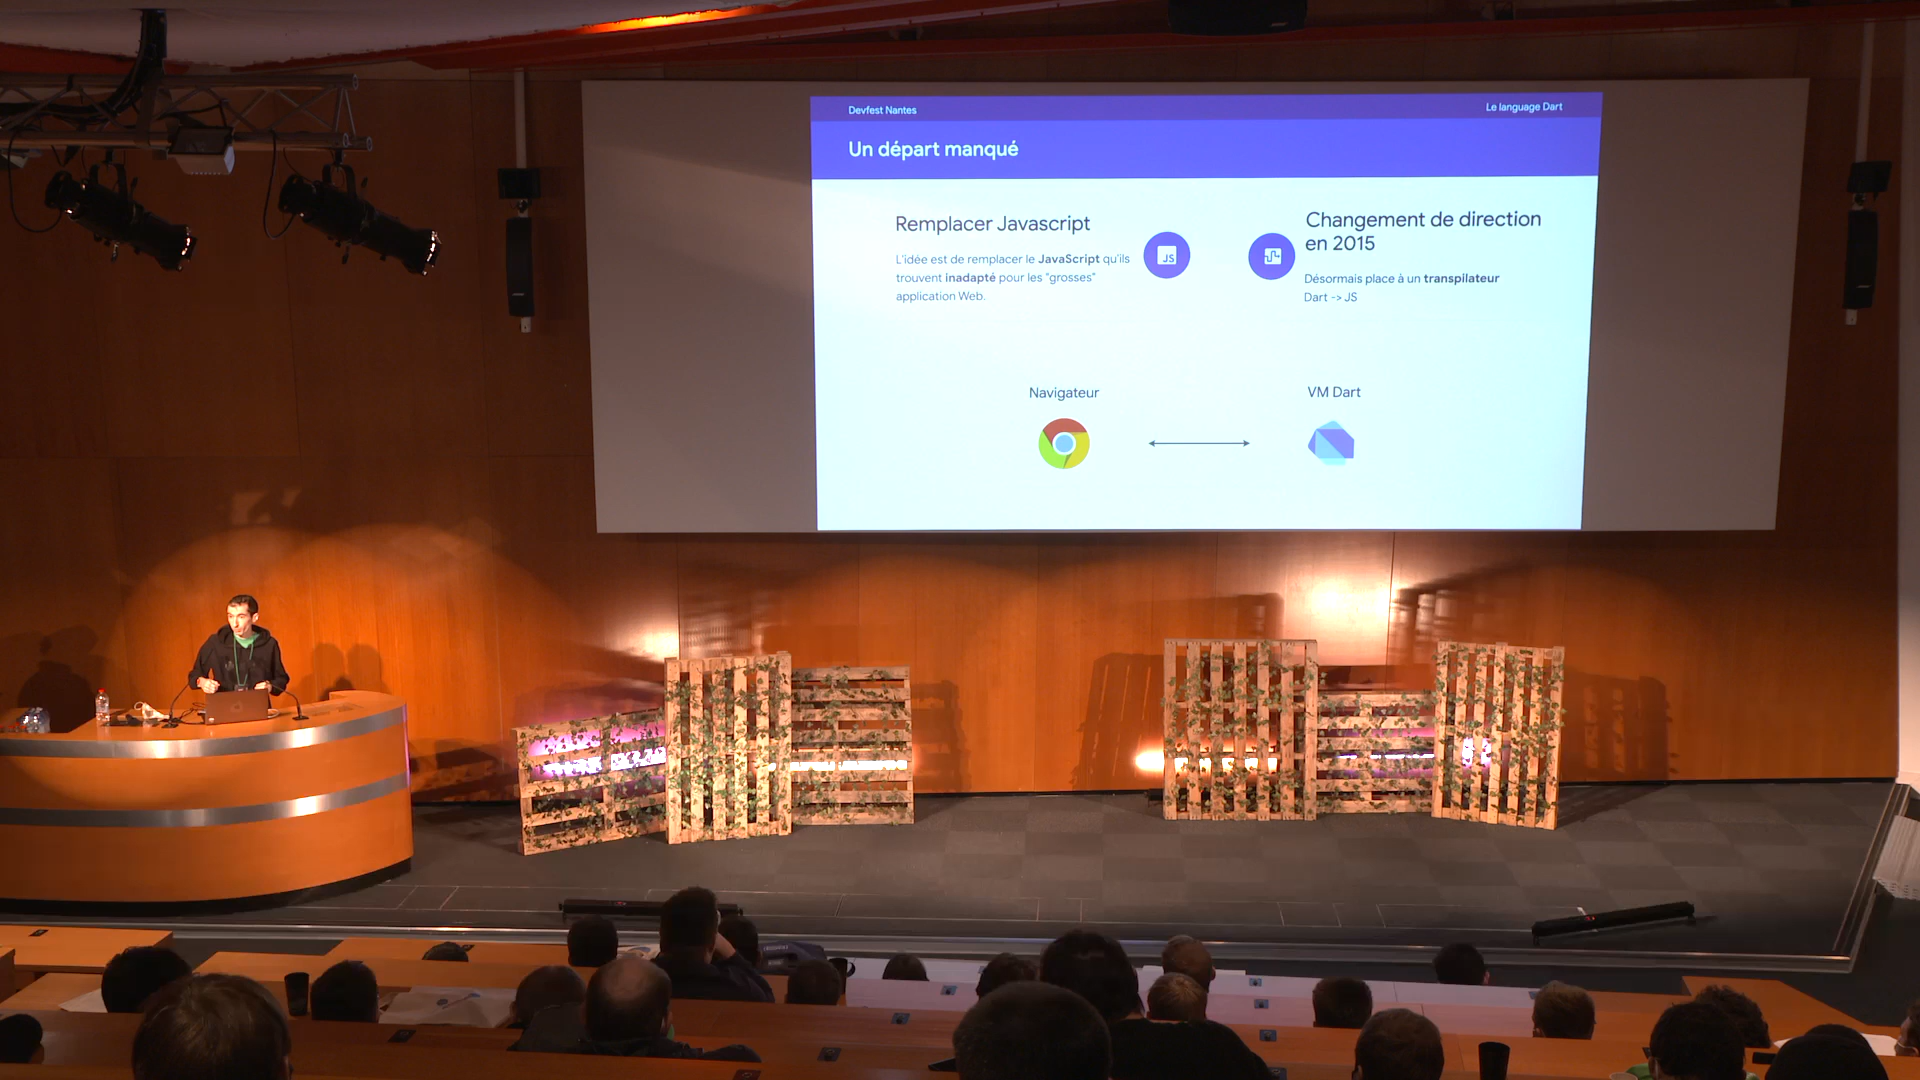 Devfest Nantes
Le language Dart
Un départ manqué
Remplacer Javascript
L'idée est de remplacer le JavaScript qu'ils
trouvent inadapté pour les "grosses"
application Web.
JS
Changement de direction
en 2015
Désormais place à un transpilateur
Dart -> JS
Navigateur
VM Dart